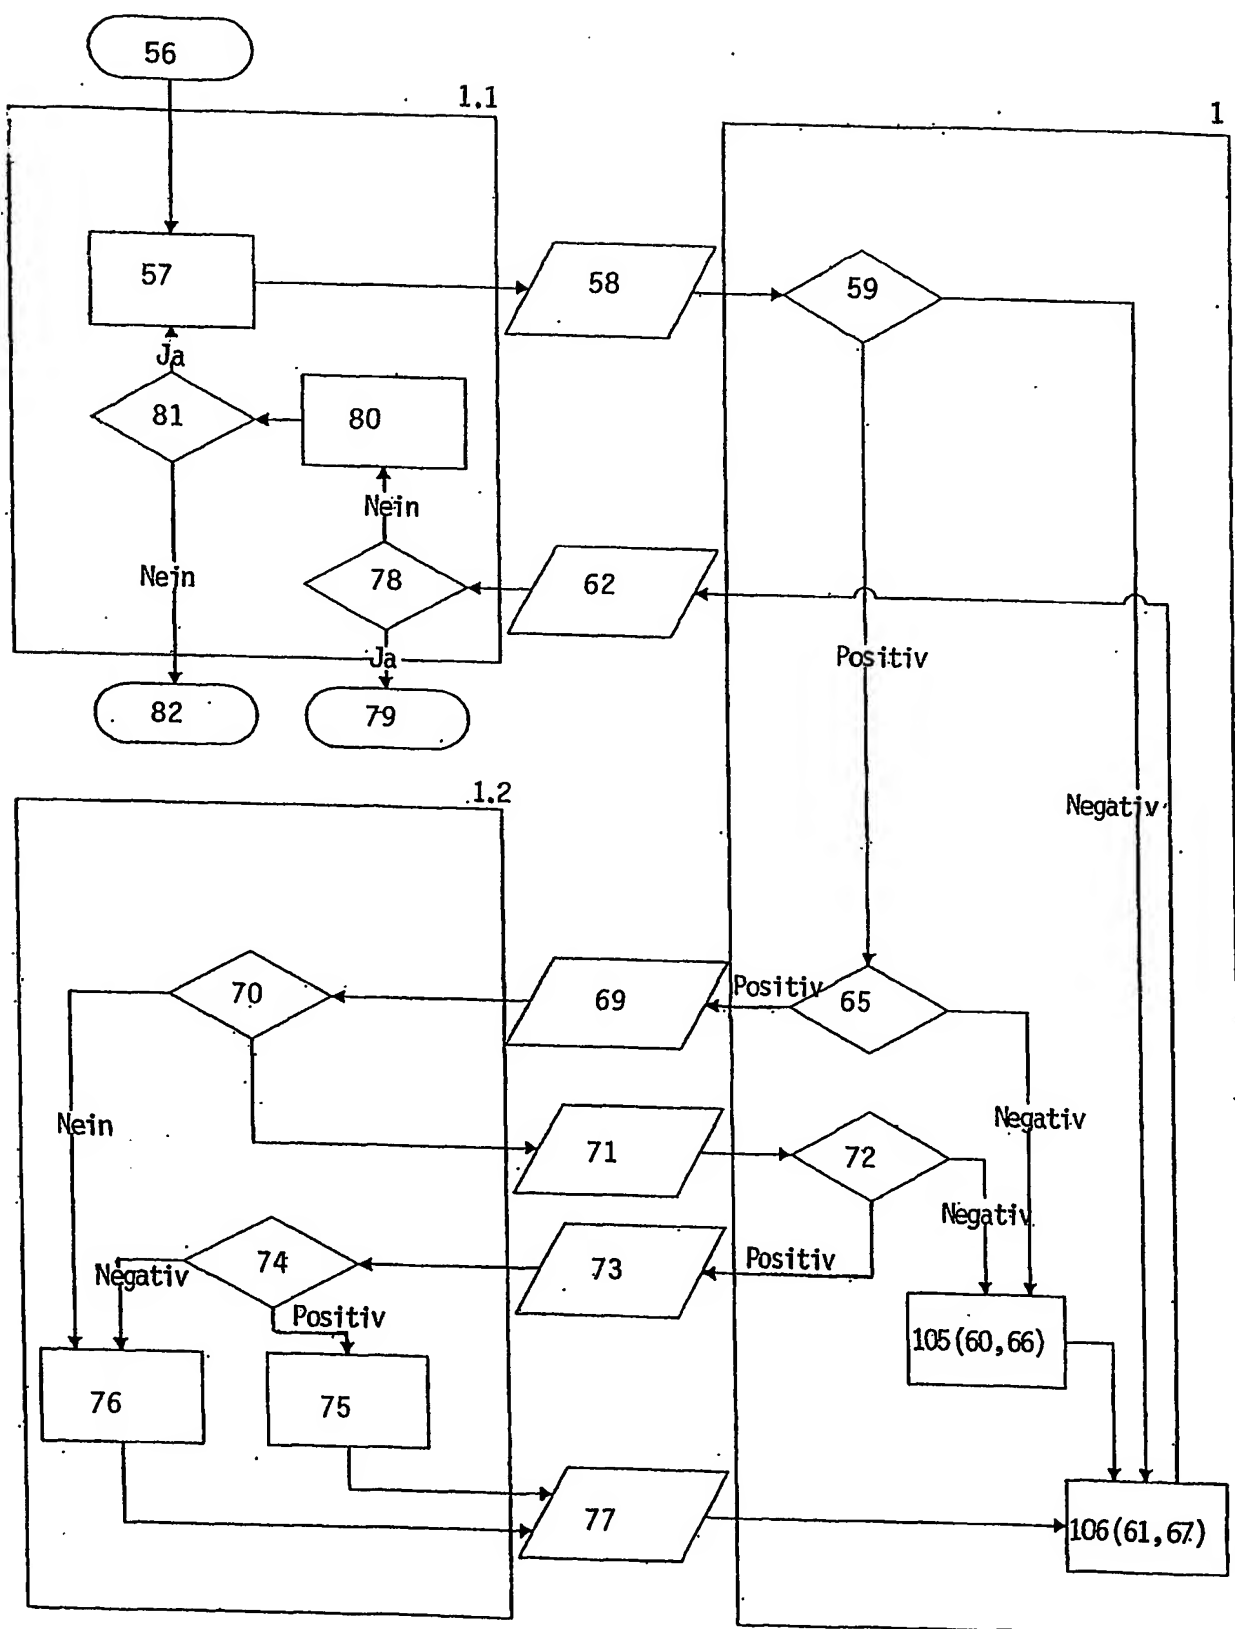 56
1.1
1
57
58
59
Ja
81
80
Nein
Nein
78
62
Ja
Positiv
82
79
1.2
Negativ
70
69
Positiv
65
Nein
71
72
Negativ
Negativ
74
73
Positiv
Negativ
Positiv
105(60,66)
76
75
77
106(61,67)